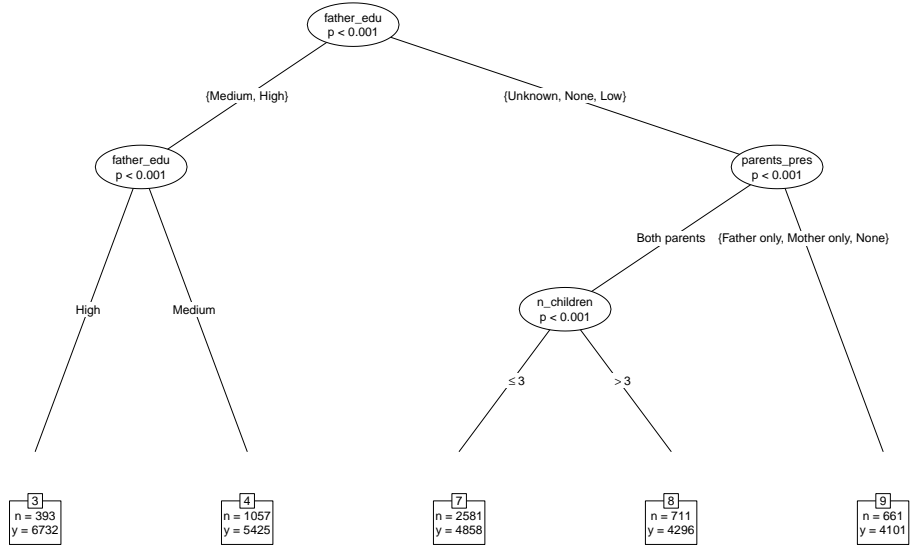 father_edu
p < 0.001
{Medium, High}
{Unknown, None, Low}
father_edu
p < 0.001
parents_pres
p < 0.001
Both parents
{Father only, Mother only, None}
n_children
p < 0.001
High
Medium
≤ 3
> 3
3
n = 393
y = 6732
4
n = 1057
y = 5425
7
n = 2581
y = 4858
8
n = 711
y = 4296
9
n = 661
y = 4101